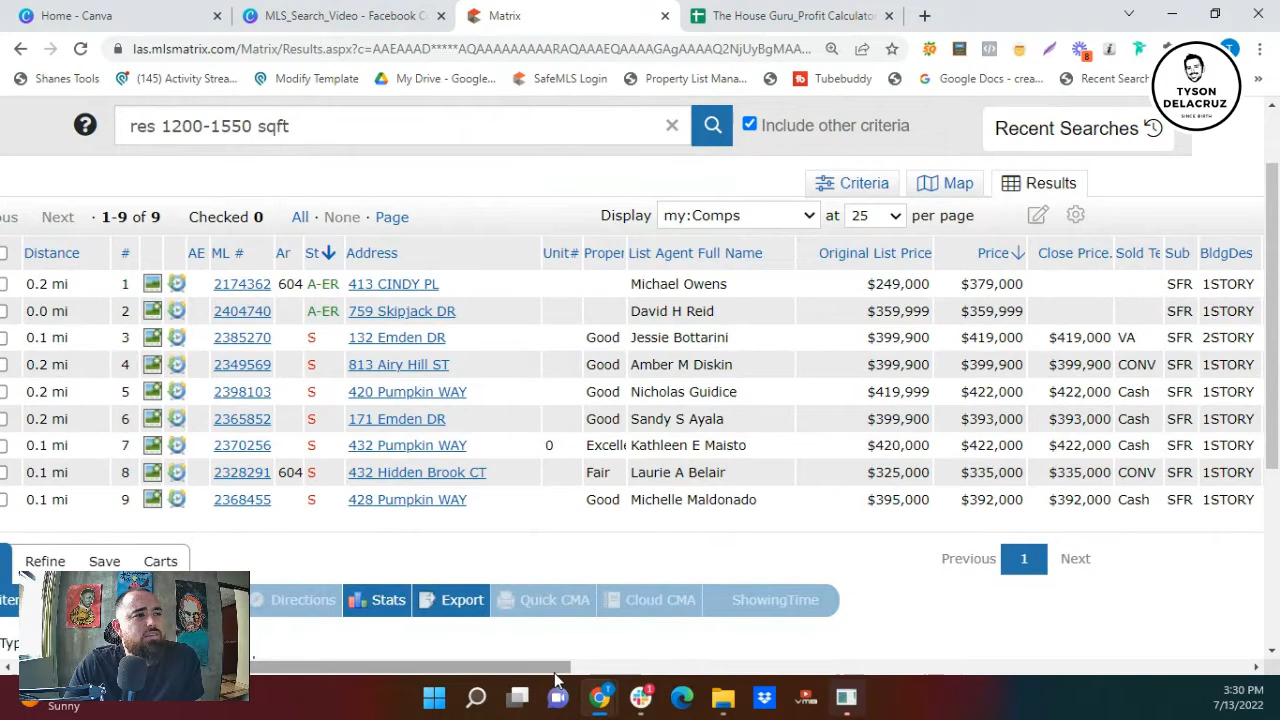 Home - Canva
MLS_Search_Video - Facebook C
Matrix
The House Guru_Profit Calculator
las.mlsmatrix.com/Matrix/Results.aspx?c=AAEAAAD*****AQAAAAAAAAARAQAAAEQAAAAGAgAAAAQ2NjUyBgMAA...
8
T
Shanes Tools
(145) Activity Strea...
Modify Template
My Drive - Google...
SafeMLS Login
Property List Mana...
Tubebuddy
Google Docs - crea...
Recent Search
TYSON
DELACRUZ
SINCE BIRTH
res 1200-1550 sqft
Include other criteria
Recent Searches
Criteria Map Results
ous Next · 1-9 of 9 Checked 0 All · None · Page Display my:Comps at 25 per page
Distance # AE ML # Ar St Address Unit# Proper List Agent Full Name Original List Price Price Close Price. Sold Te Sub BldgDes
0.2 mi 1 2174362 604 A-ER 413 CINDY PL Michael Owens $249,000 $379,000 SFR 1STORY
0.0 mi 2 2404740 A-ER 759 Skipjack DR David H Reid $359,999 $359,999 SFR 1STORY
0.1 mi 3 2385270 S 132 Emden DR Good Jessie Bottarini $399,900 $419,000 $419,000 VA SFR 2STORY
0.2 mi 4 2349569 S 813 Airy Hill ST Good Amber M Diskin $399,900 $399,900 $399,900 CONV SFR 1STORY
0.2 mi 5 2398103 S 420 Pumpkin WAY Good Nicholas Guidice $419,999 $422,000 $422,000 Cash SFR 1STORY
0.2 mi 6 2365852 S 171 Emden DR Good Sandy S Ayala $399,900 $393,000 $393,000 Cash SFR 1STORY
0.1 mi 7 2370256 S 432 Pumpkin WAY 0 Excelle Kathleen E Maisto $420,000 $422,000 $422,000 Cash SFR 1STORY
0.1 mi 8 2328291 604 S 432 Hidden Brook CT Fair Laurie A Belair $325,000 $335,000 $335,000 CONV SFR 1STORY
0.1 mi 9 2368455 S 428 Pumpkin WAY Good Michelle Maldonado $395,000 $392,000 $392,000 Cash SFR 1STORY
Refine Save Carts
Previous 1 Next
Directions Stats Export Quick CMA Cloud CMA ShowingTime
Sunny
1
3:30 PM
7/13/2022